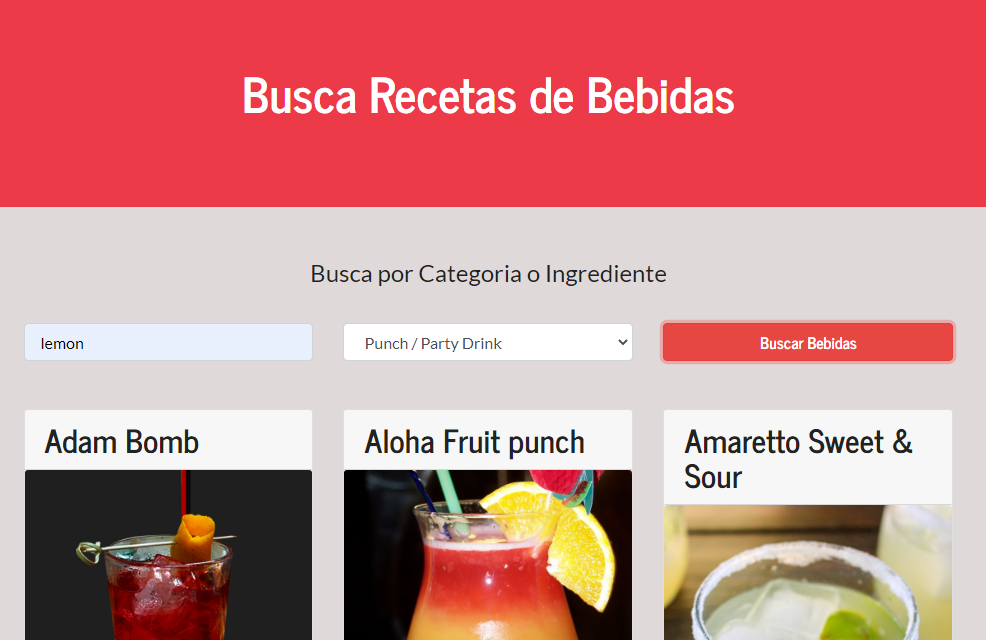 Busca Recetas de Bebidas
Busca por Categoria o Ingrediente
lemon
Punch / Party Drink
Buscar Bebidas
Adam Bomb
Aloha Fruit punch
Amaretto Sweet &
Sour